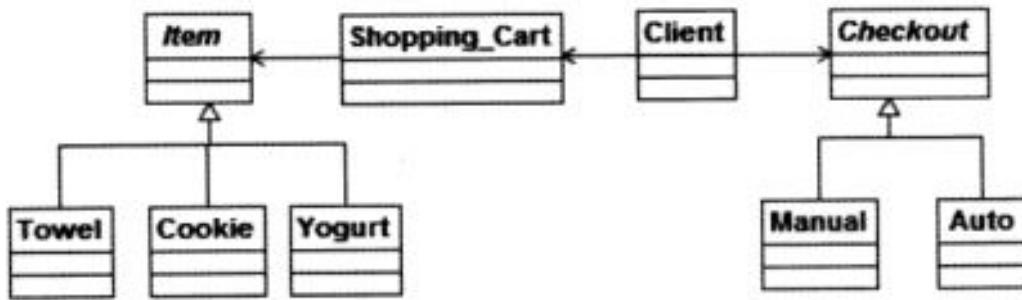 Item
Shopping_Cart
Client
Checkout
Towel
Cookie
Yogurt
Manual
Auto